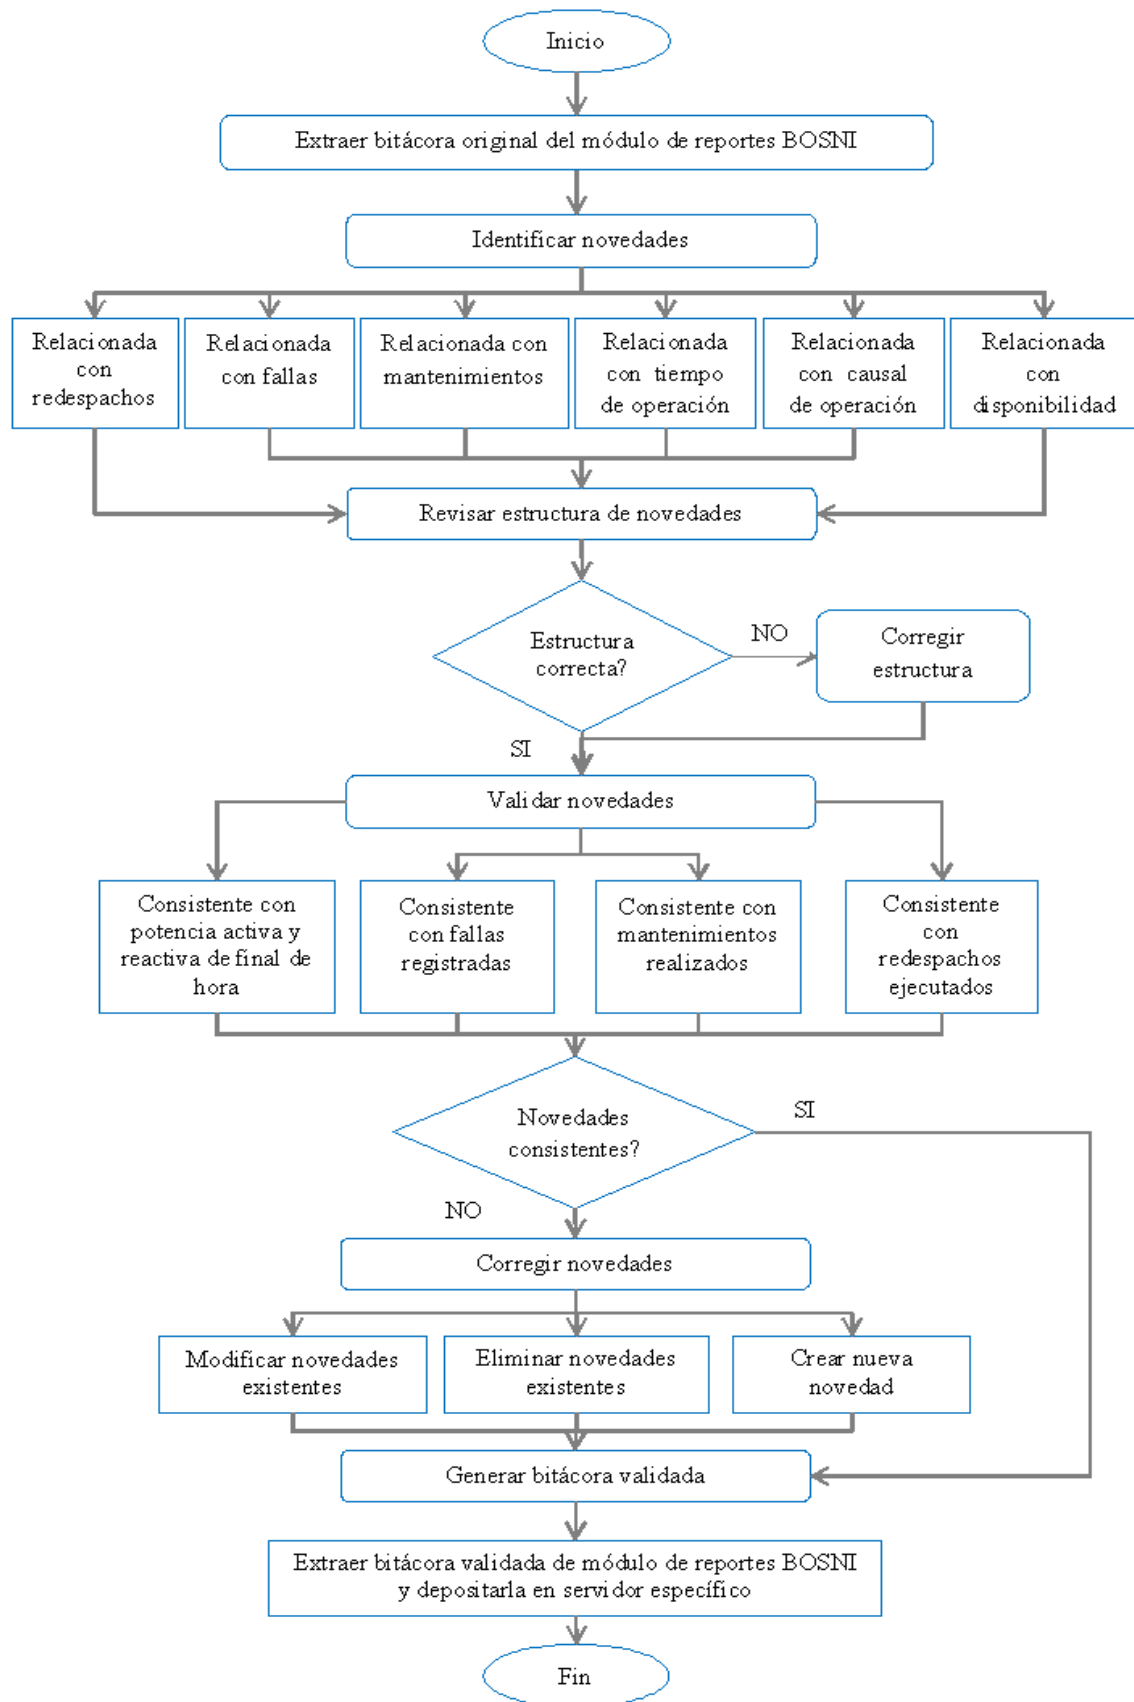 Inicio
Extraer bitácora original del módulo de reportes BOSNI
Identificar novedades
Relacionada
con
redespachos
Relacionada
con fallas
Relacionada con
mantenimientos
Relacionada
con tiempo
de operación
Relacionada
con causal
de operación
Relacionada
con
disponibilidad
Revisar estructura de novedades
Estructura
correcta?
NO
Corregir
estructura
SI
Validar novedades
Consistente con
potencia activa y
reactiva de final de
hora
Consistente
con fallas
registradas
Consistente con
mantenimientos
realizados
Consistente
con
redespachos
ejecutados
Novedades
consistentes?
SI
NO
Corregir novedades
Modificar novedades
existentes
Eliminar novedades
existentes
Crear nueva
novedad
Generar bitácora validada
Extraer bitácora validada de módulo de reportes BOSNI
y depositarla en servidor específico
Fin